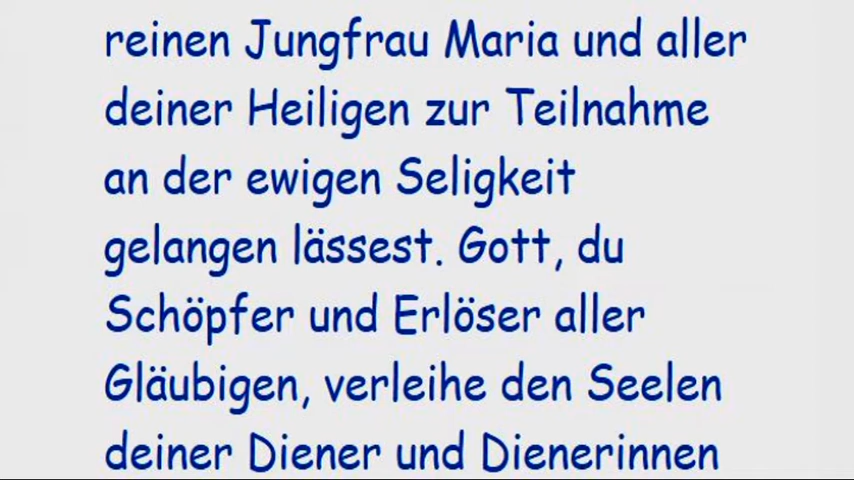 reinen Jungfrau Maria und aller
deiner Heiligen zur Teilnahme
an der ewigen Seligkeit
gelangen lässest. Gott, du
Schöpfer und Erlöser aller
Gläubigen, verleihe den Seelen
deiner Diener und Dienerinnen